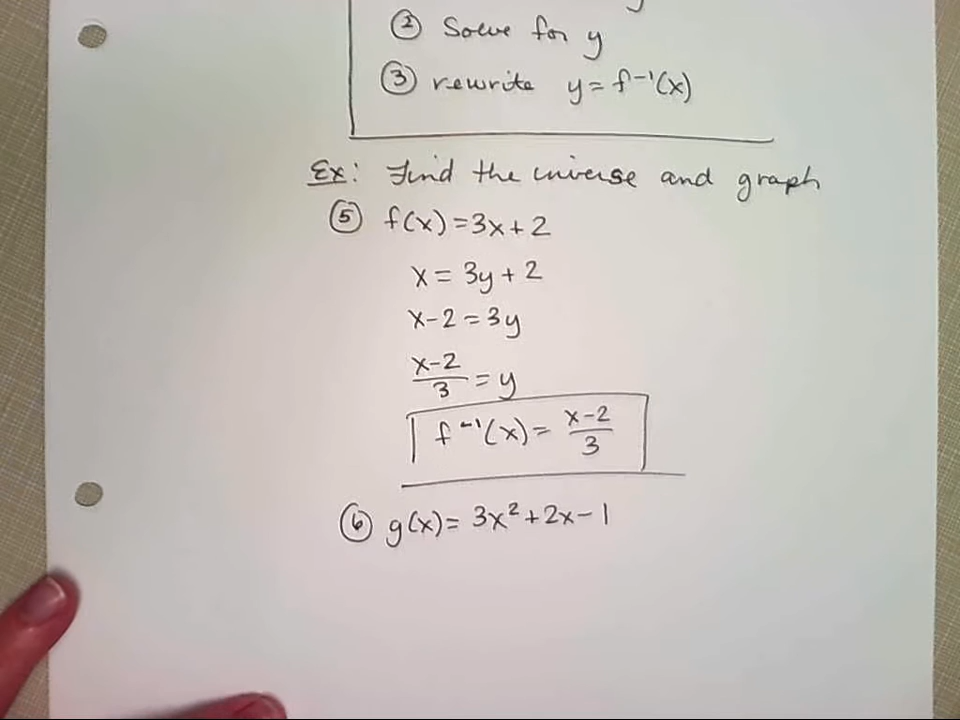 ② Solve for y
③ rewrite y = f⁻¹(x)
Ex: Find the inverse and graph
⑤ f(x) = 3x + 2
x = 3y + 2
x - 2 = 3y
x-2/3 = y
f⁻¹(x) = x-2/3
⑥ g(x) = 3x² + 2x - 1